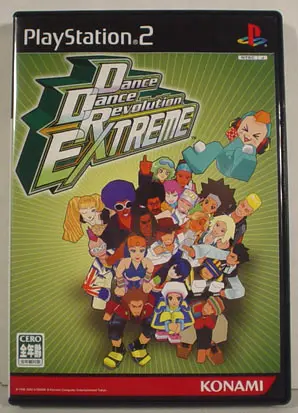 PlayStation 2
Dance
Dance
Revolution
EXTREME
CERO
全年齢
KONAMI